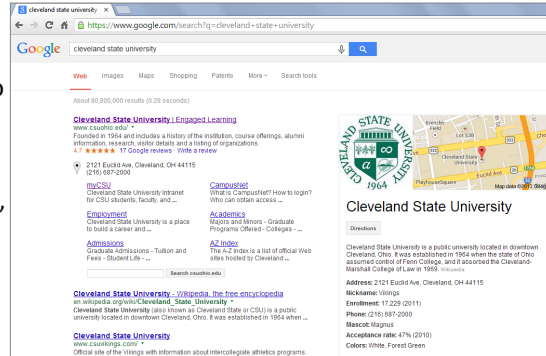 cleveland state university
https://www.google.com/search?q=cleveland+state+university
Google
cleveland state university
Web Images Maps Shopping Patents More Search tools
About 80,800,000 results (0.29 seconds)
Cleveland State University | Engaged Learning
www.csuohio.edu/
Founded in 1964 and includes a history of the institution, course offerings, alumni
information, research, visitor details and a listing of organizations.
4.7 ★★★★★ 17 Google reviews · Write a review
2121 Euclid Ave, Cleveland, OH 44115
(216) 687-2000
myCSU
Cleveland State University Intranet
for CSU students, faculty, and ...
CampusNet
What is CampusNet? How to login?
Who can obtain access ...
Employment
Cleveland State University is a place
to build a career and ...
Academics
Majors and Minors - Graduate
Programs Offered - Colleges - ...
Admissions
Graduate Admissions - Tuition and
Fees - Student Life - ...
AZ Index
The A-Z Index is a list of official Web
sites hosted by Cleveland ...
Search csuohio.edu
Cleveland State University - Wikipedia, the free encyclopedia
en.wikipedia.org/wiki/Cleveland_State_University
Cleveland State University (also known as Cleveland State or CSU) is a public
university located in downtown Cleveland, Ohio. It was established in 1964 when ...
Cleveland State University
www.csuvikings.com/
Official site of the Vikings with information about intercollegiate athletics programs.
CLEVELAND STATE UNIVERSITY
1964
Krenzler
Field
Lot 53B
Cleveland State
University
Euclid Ave
PlayhouseSquare
Map data ©2013
Cleveland State University
Directions
Cleveland State University is a public university located in downtown
Cleveland, Ohio. It was established in 1964 when the state of Ohio
assumed control of Fenn College, and it absorbed the Cleveland-
Marshall College of Law in 1969. Wikipedia
Address: 2121 Euclid Ave, Cleveland, OH 44115
Nickname: Vikings
Enrollment: 17,229 (2011)
Phone: (216) 687-2000
Mascot: Magnus
Acceptance rate: 47% (2010)
Colors: White, Forest Green